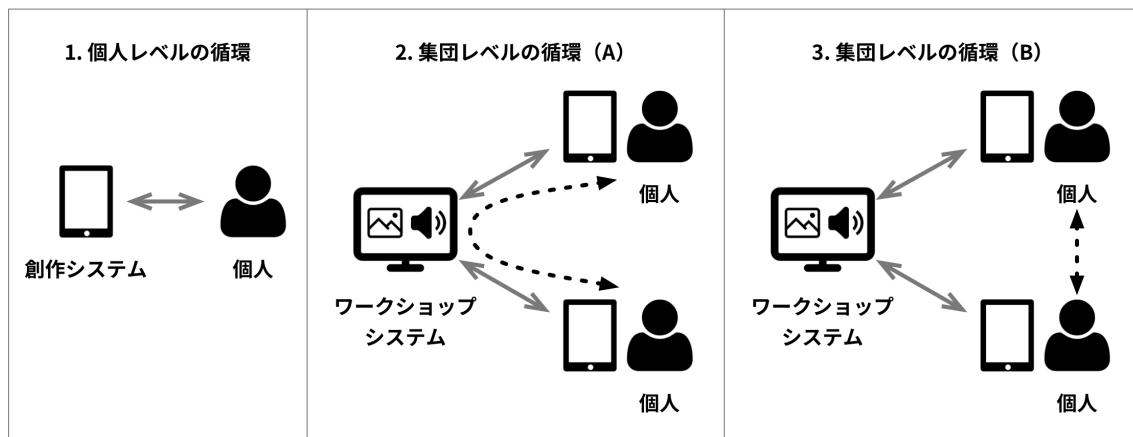 1. 個人レベルの循環
創作システム
個人
2. 集団レベルの循環（A）
個人
ワークショップ
システム
個人
3. 集団レベルの循環（B）
個人
ワークショップ
システム
個人